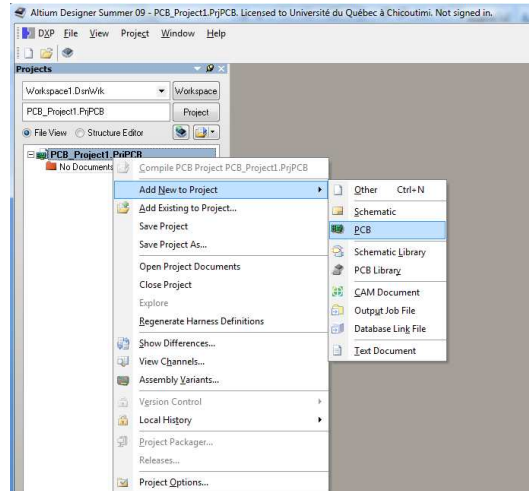 Altium Designer Summer 09 - PCB_Project1.PrjPCB. Licensed to Université du Québec à Chicoutimi. Not signed in.
DXP File View Project Window Help
Projects
Workspace1.DsnWrk Workspace
PCB_Project1.PrjPCB Project
File View Structure Editor
PCB_Project1.PrjPCB
No Documents
Compile PCB Project PCB_Project1.PrjPCB
Add New to Project
Add Existing to Project...
Save Project
Save Project As...
Open Project Documents
Close Project
Explore
Regenerate Harness Definitions
Show Differences...
View Channels...
Assembly Variants...
Version Control
Local History
Project Packager...
Releases...
Project Options...
Other Ctrl+N
Schematic
PCB
Schematic Library
PCB Library
CAM Document
Output Job File
Database Link File
Text Document